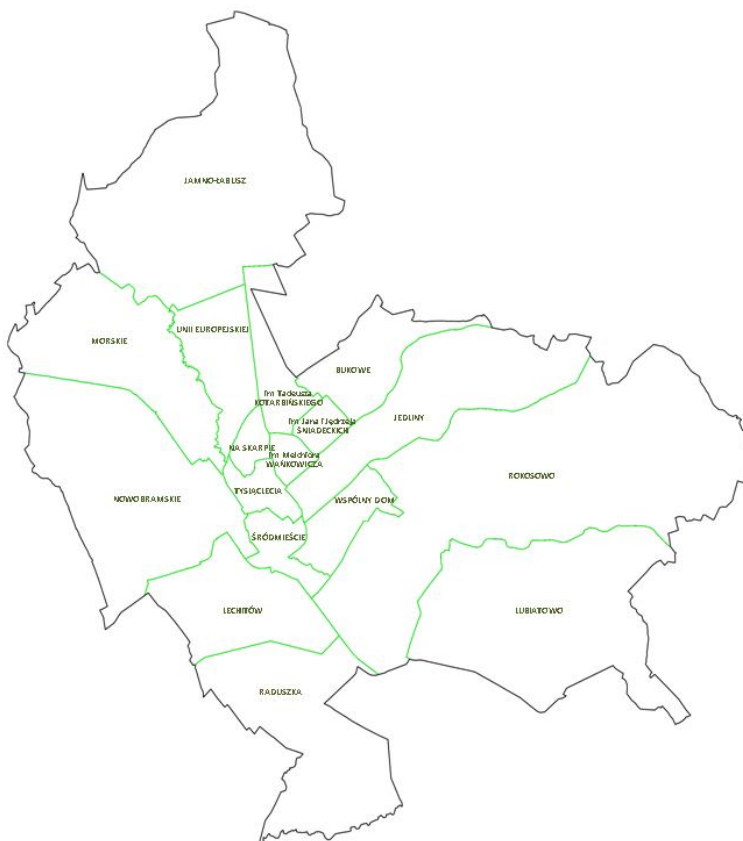 JAMNO-ŁABUSZ
UNII EUROPEJSKIEJ
MORSKIE
BUKOWE
im Tadeusza
KOTARBIŃSKIEGO
JEDLINY
im Jana i Jędrzeja
ŚNIADECKICH
NA SKARPIE
im Melchiora
WAŃKOWICZA
ROKOSOWO
TYSIĄCLECIA
NOWOBRAMSKIE
WSPÓLNY DOM
ŚRÓDMIEŚCIE
LECHITÓW
LUBIATOWO
RADUSZKA